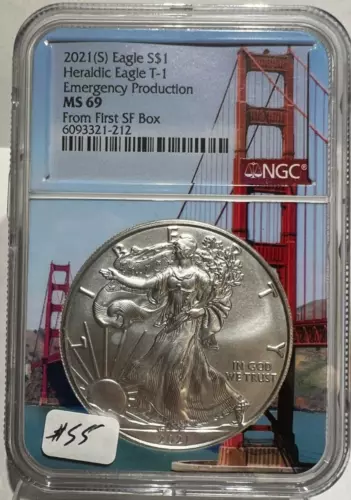 2021(S) Eagle S$1
Heraldic Eagle T-1
Emergency Production
MS 69
From First SF Box
6093321-212
NGC®
LIBERTY
IN GOD
WE TRUST
2021
#55